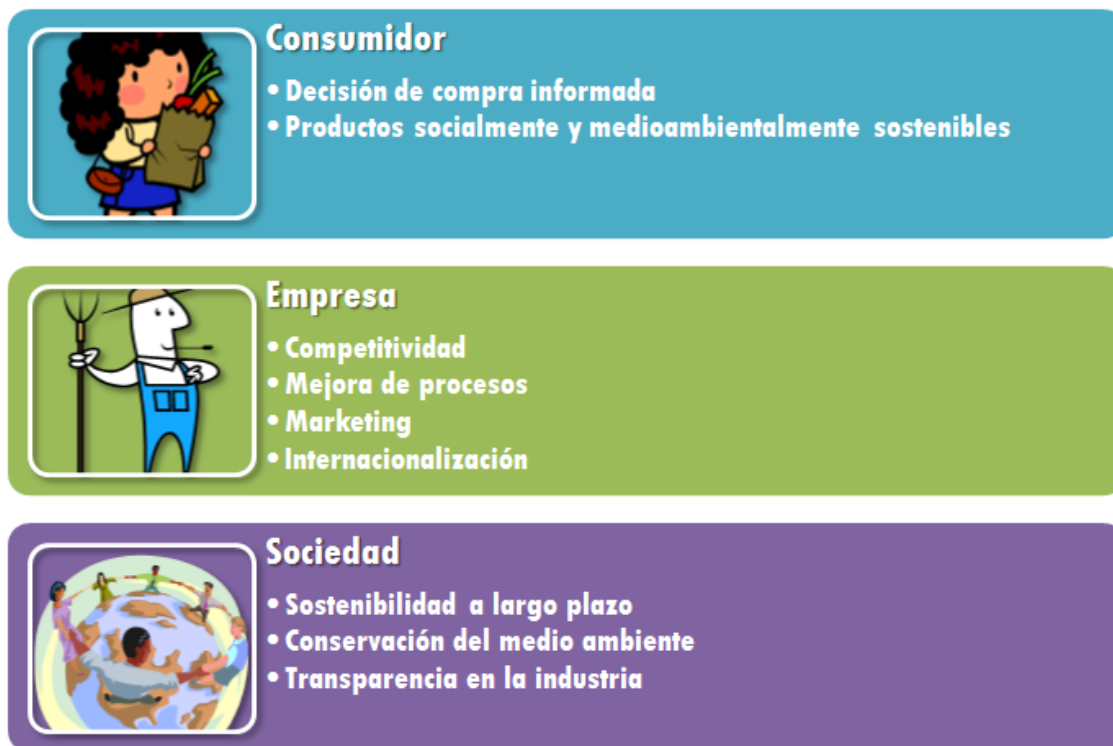 Consumidor
• Decisión de compra informada
• Productos socialmente y medioambientalmente sostenibles
Empresa
• Competitividad
• Mejora de procesos
• Marketing
• Internacionalización
Sociedad
• Sostenibilidad a largo plazo
• Conservación del medio ambiente
• Transparencia en la industria